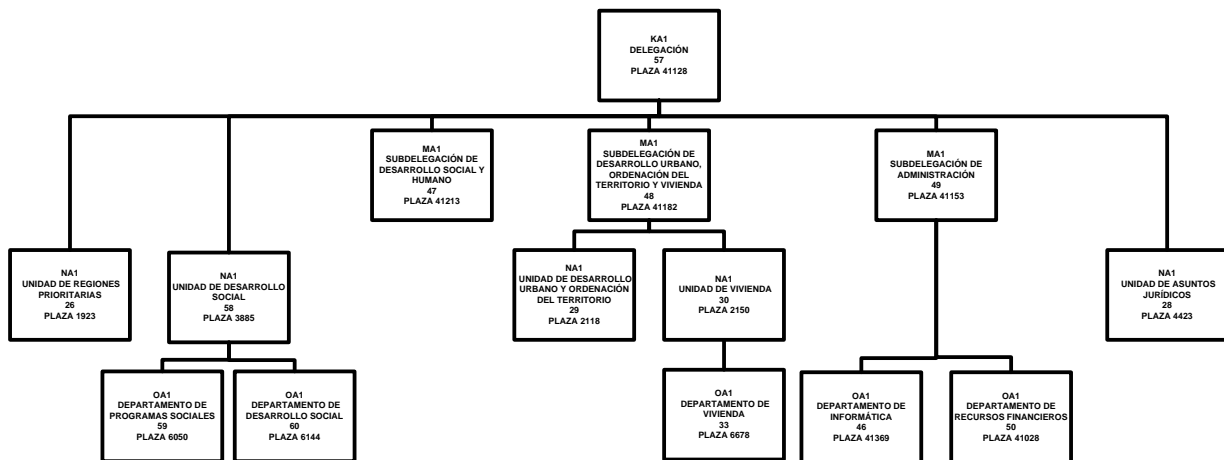 KA1
DELEGACIÓN
57
PLAZA 41128
MA1
SUBDELEGACIÓN DE
DESARROLLO SOCIAL Y
HUMANO
47
PLAZA 41213
MA1
SUBDELEGACIÓN DE
DESARROLLO URBANO,
ORDENACIÓN DEL
TERRITORIO Y VIVIENDA
48
PLAZA 41182
MA1
SUBDELEGACIÓN DE
ADMINISTRACIÓN
49
PLAZA 41153
NA1
UNIDAD DE REGIONES
PRIORITARIAS
26
PLAZA 1923
NA1
UNIDAD DE DESARROLLO
SOCIAL
58
PLAZA 3885
NA1
UNIDAD DE DESARROLLO
URBANO Y ORDENACIÓN
DEL TERRITORIO
29
PLAZA 2118
NA1
UNIDAD DE VIVIENDA
30
PLAZA 2150
NA1
UNIDAD DE ASUNTOS
JURÍDICOS
28
PLAZA 4423
OA1
DEPARTAMENTO DE
PROGRAMAS SOCIALES
59
PLAZA 6050
OA1
DEPARTAMENTO DE
DESARROLLO SOCIAL
60
PLAZA 6144
OA1
DEPARTAMENTO DE
VIVIENDA
33
PLAZA 6678
OA1
DEPARTAMENTO DE
INFORMÁTICA
46
PLAZA 41369
OA1
DEPARTAMENTO DE
RECURSOS FINANCIEROS
50
PLAZA 41028